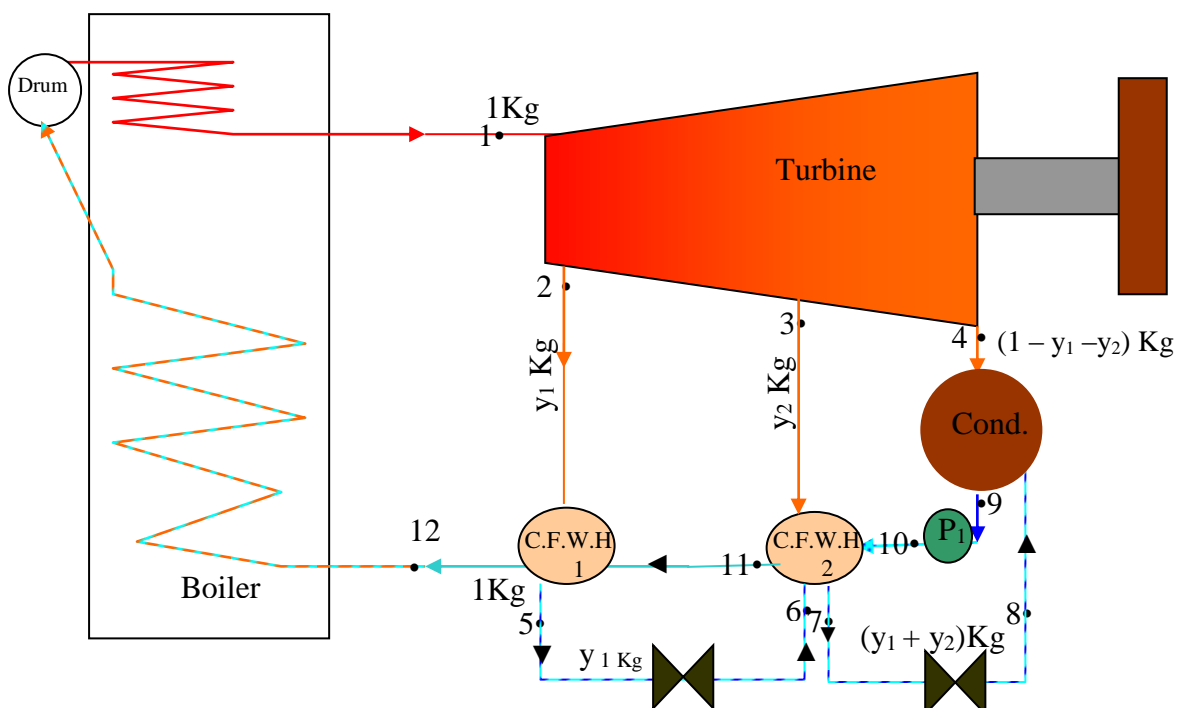 Drum
1Kg
1
Turbine
2
3
4
(1 – y1 –y2) Kg
y1 Kg
y2 Kg
Cond.
9
P1
10
C.F.W.H
1
C.F.W.H
2
12
11
Boiler
1Kg
5
6
7
8
y 1 Kg
(y1 + y2)Kg